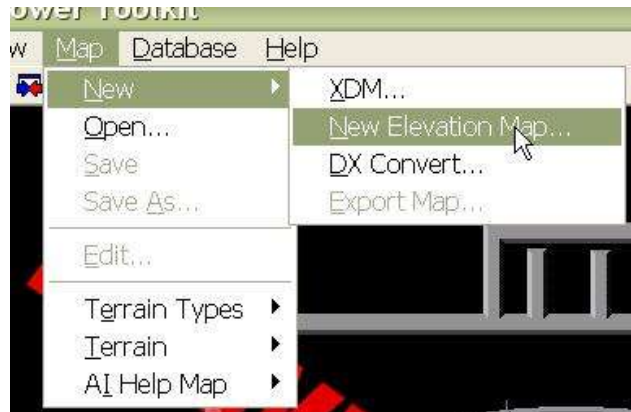 Toolkit
Map Database Help
New
Open...
Save
Save As...
Edit...
Terrain Types
Terrain
AI Help Map
XDM...
New Elevation Map...
DX Convert...
Export Map...